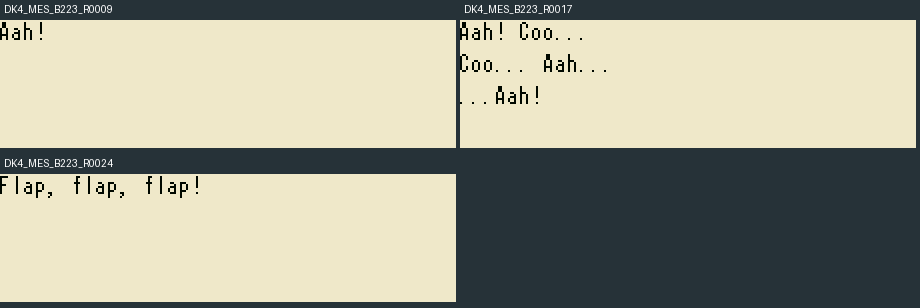 DK4_MES_B223_R0009
Aah!
DK4_MES_B223_R0017
Aah! Coo...
Coo... Aah...
...Aah!
DK4_MES_B223_R0024
Flap, flap, flap!